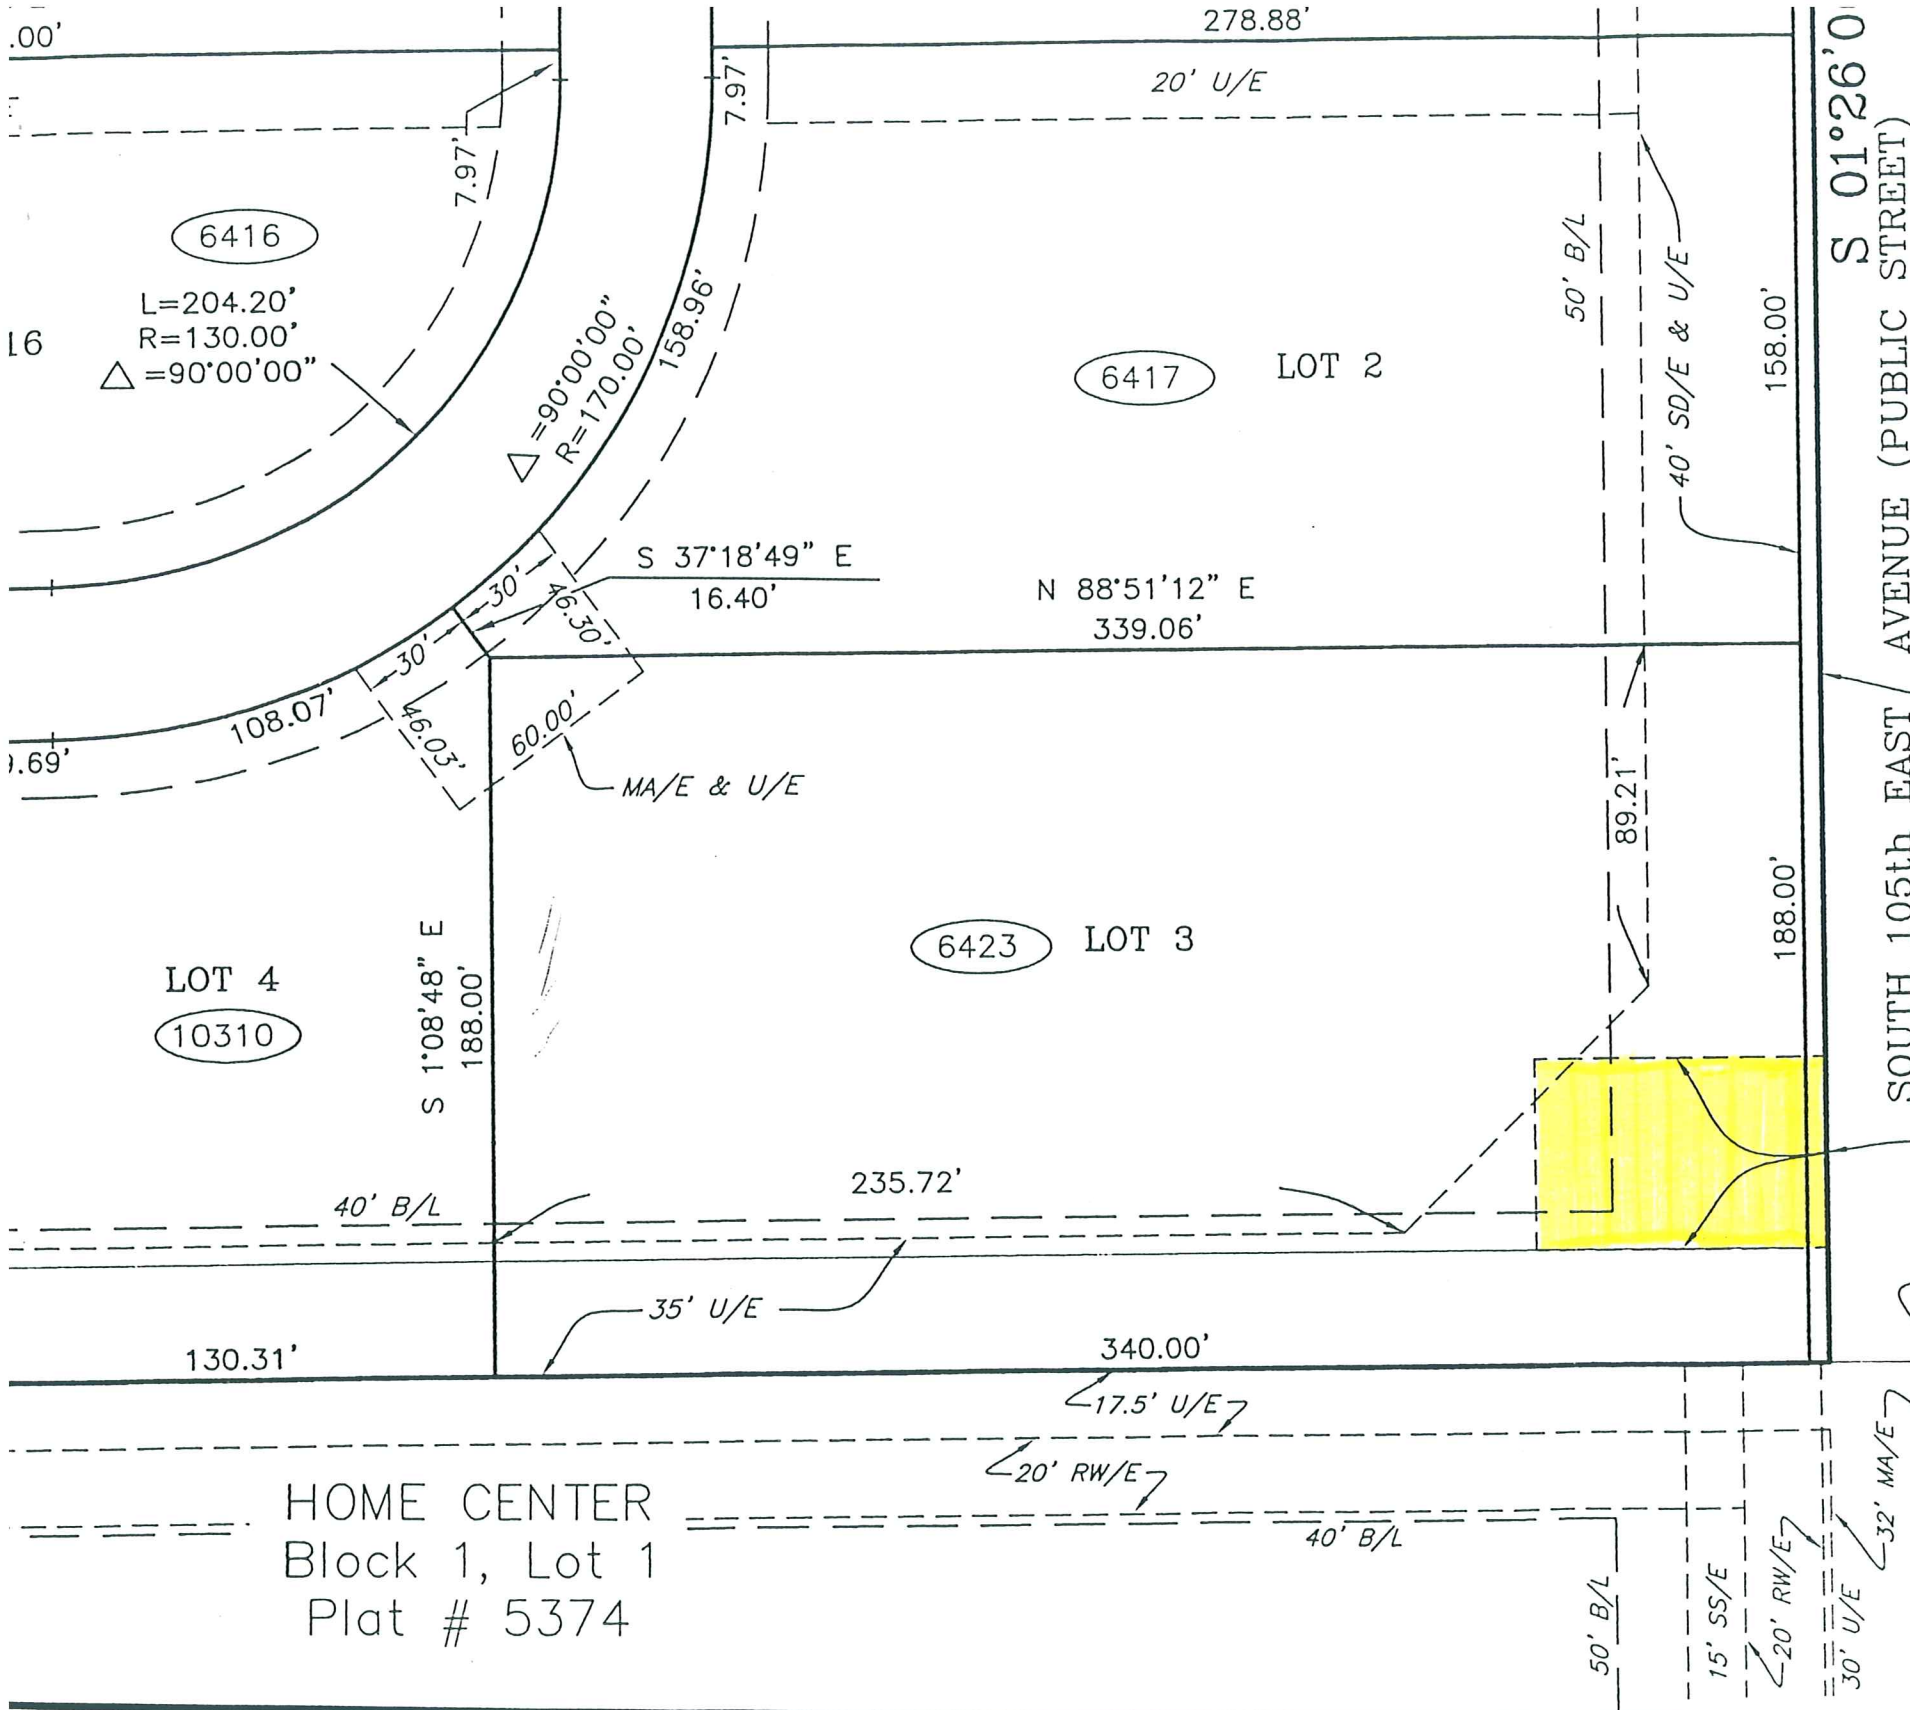 .00'
278.88'
S 01°26'0
7.97'
20' U/E
7.97'
6416
L=204.20'
R=130.00'
△ =90°00'00"
16
△ =90°00'00"
R=170.00'
158.96'
6417
LOT 2
50' B/L
40' SD/E & U/E
158.00'
SOUTH 105th EAST AVENUE (PUBLIC STREET)
S 37°18'49" E
16.40'
N 88°51'12" E
339.06'
30'
46.30'
30'
108.07'
9.69'
46.03'
60.00'
MA/E & U/E
89.21'
188.00'
6423
LOT 3
LOT 4
10310
S 1°08'48" E
188.00'
235.72'
40' B/L
35' U/E
130.31'
340.00'
17.5' U/E
20' RW/E
HOME CENTER
Block 1, Lot 1
Plat # 5374
40' B/L
50' B/L
15' SS/E
20' RW/E
30' U/E
32' MA/E